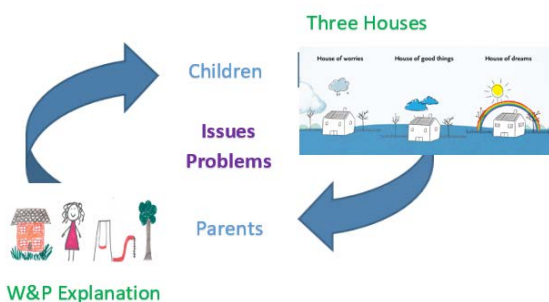 Three Houses
House of worries House of good things House of dreams
Children
Issues
Problems
Parents
W&P Explanation